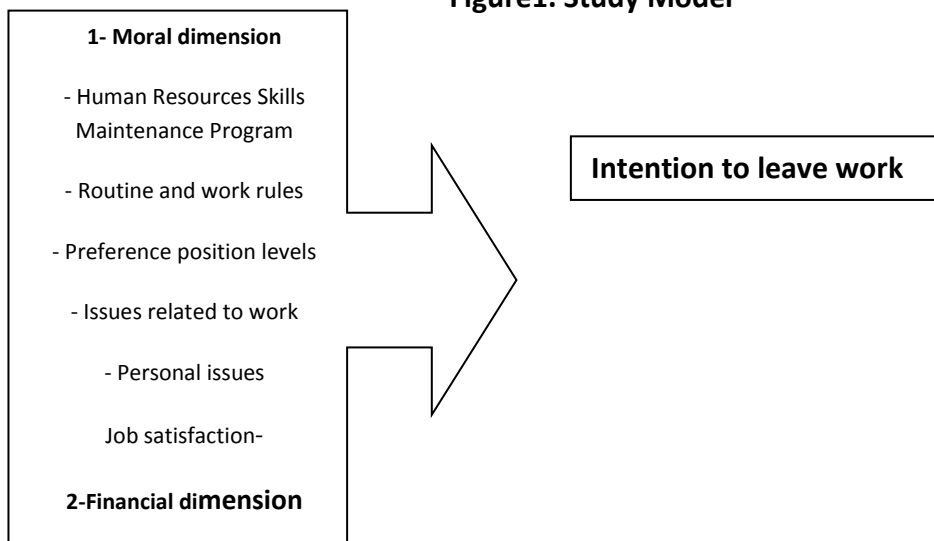 Figure1. Study Model
1- Moral dimension
- Human Resources Skills
Maintenance Program
- Routine and work rules
- Preference position levels
- Issues related to work
- Personal issues
Job satisfaction-
2-Financial dimension
Intention to leave work